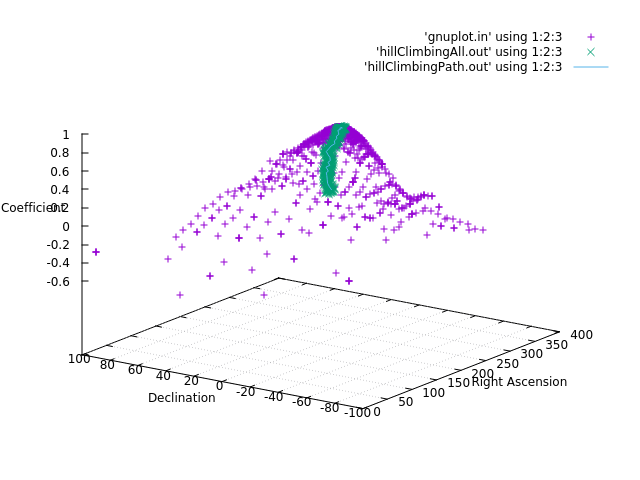 'gnuplot.in' using 1:2:3
'hillClimbingAll.out' using 1:2:3
'hillClimbingPath.out' using 1:2:3
1
0.8
0.6
0.4
Coefficient 0.2
0
-0.2
-0.4
-0.6
100 80 60 40 20 0 -20 -40 -60 -80 -100
0 50 100 150 200 250 300 350 400
Declination
Right Ascension